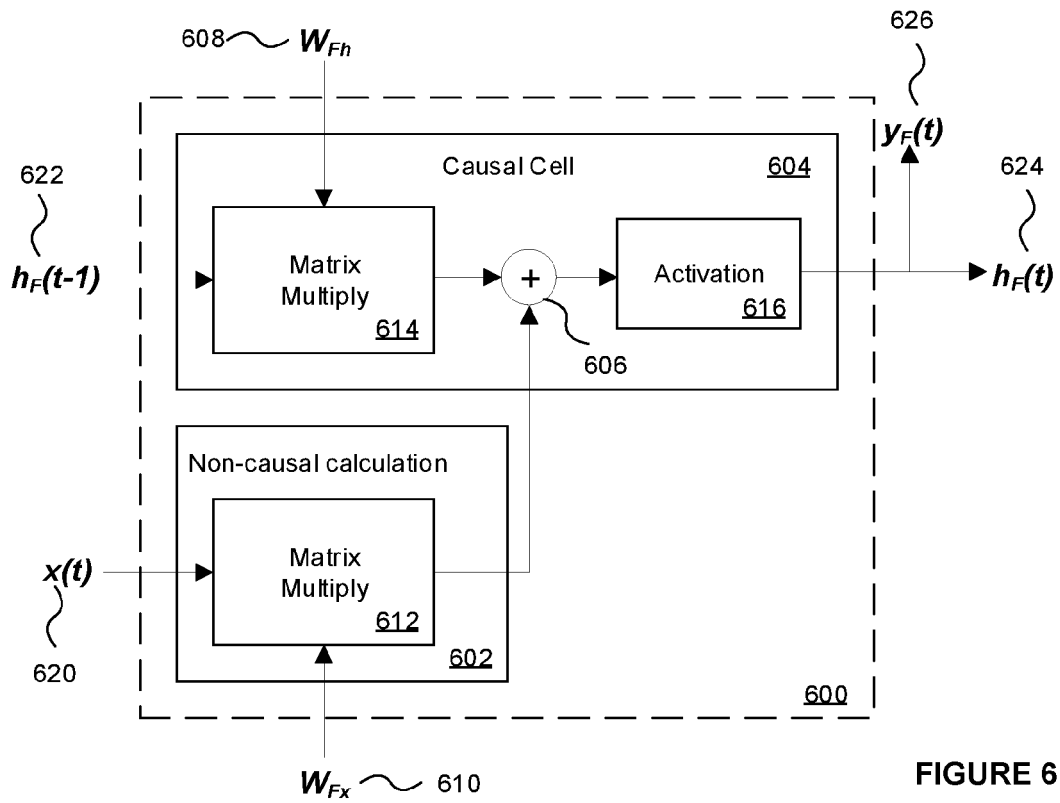 608 W_Fh
626
y_F(t)
622
h_F(t-1)
Causal Cell 604
624
h_F(t)
Matrix
Multiply
614
+
606
Activation
616
Non-causal calculation
x(t)
620
Matrix
Multiply
612
602
600
W_Fx 610
FIGURE 6